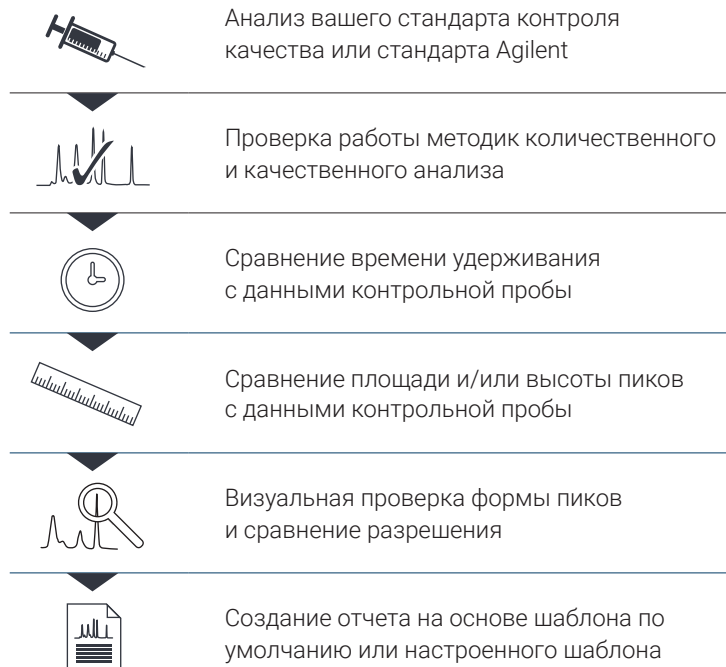 Анализ вашего стандарта контроля
качества или стандарта Agilent
Проверка работы методик количественного
и качественного анализа
Сравнение времени удерживания
с данными контрольной пробы
Сравнение площади и/или высоты пиков
с данными контрольной пробы
Визуальная проверка формы пиков
и сравнение разрешения
Создание отчета на основе шаблона по
умолчанию или настроенного шаблона